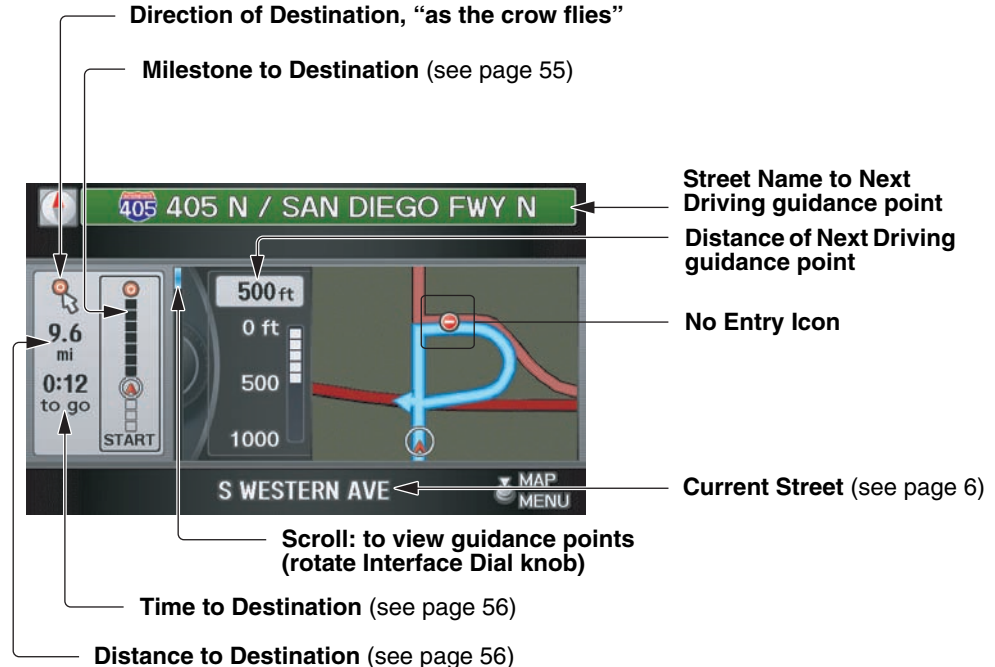 Direction of Destination, “as the crow flies”
Milestone to Destination (see page 55)
Street Name to Next
Driving guidance point
Distance of Next Driving
guidance point
No Entry Icon
405 405 N / SAN DIEGO FWY N
9.6
mi
0:12
to go
START
500 ft
0 ft
500
1000
S WESTERN AVE
MAP
MENU
Current Street (see page 6)
Scroll: to view guidance points
(rotate Interface Dial knob)
Time to Destination (see page 56)
Distance to Destination (see page 56)